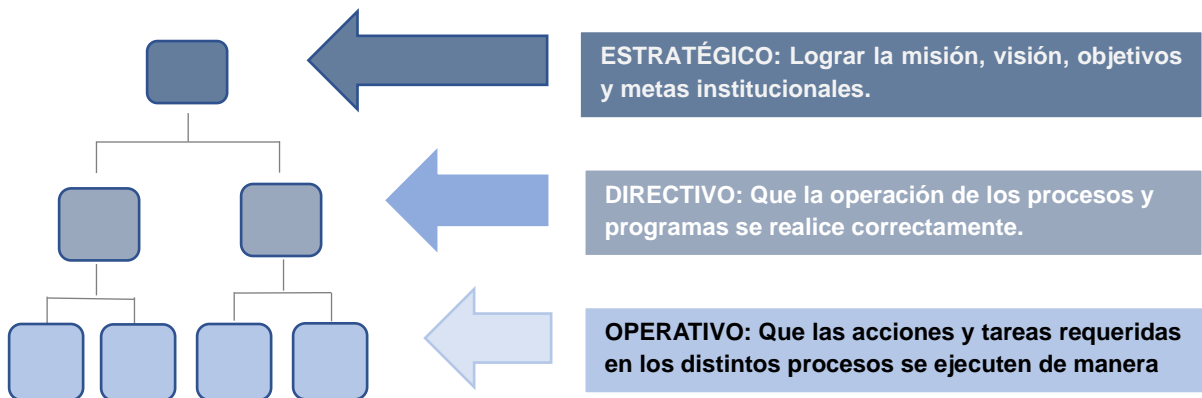 ESTRATÉGICO: Lograr la misión, visión, objetivos
y metas institucionales.
DIRECTIVO: Que la operación de los procesos y
programas se realice correctamente.
OPERATIVO: Que las acciones y tareas requeridas
en los distintos procesos se ejecuten de manera